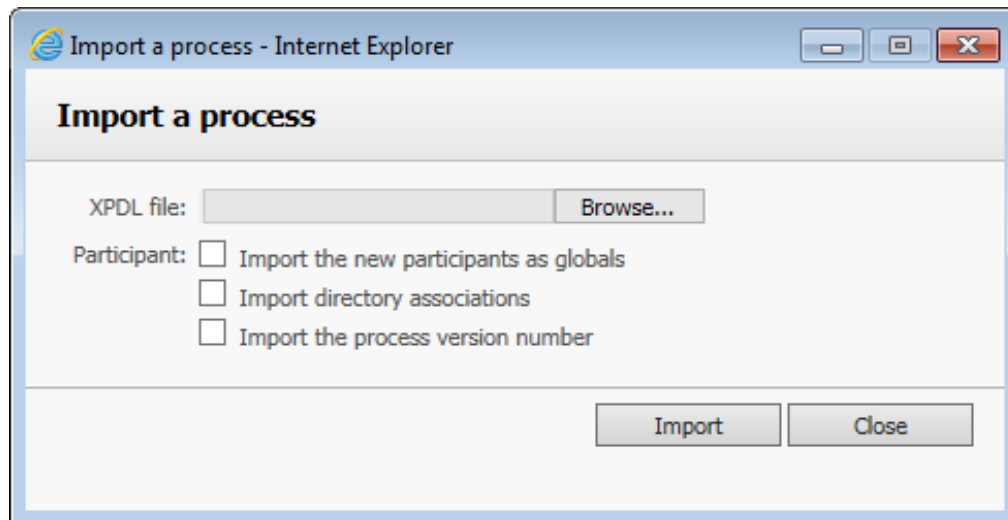 Import a process - Internet Explorer
Import a process
XPDL file: Browse...
Participant: Import the new participants as globals
Import directory associations
Import the process version number
Import Close